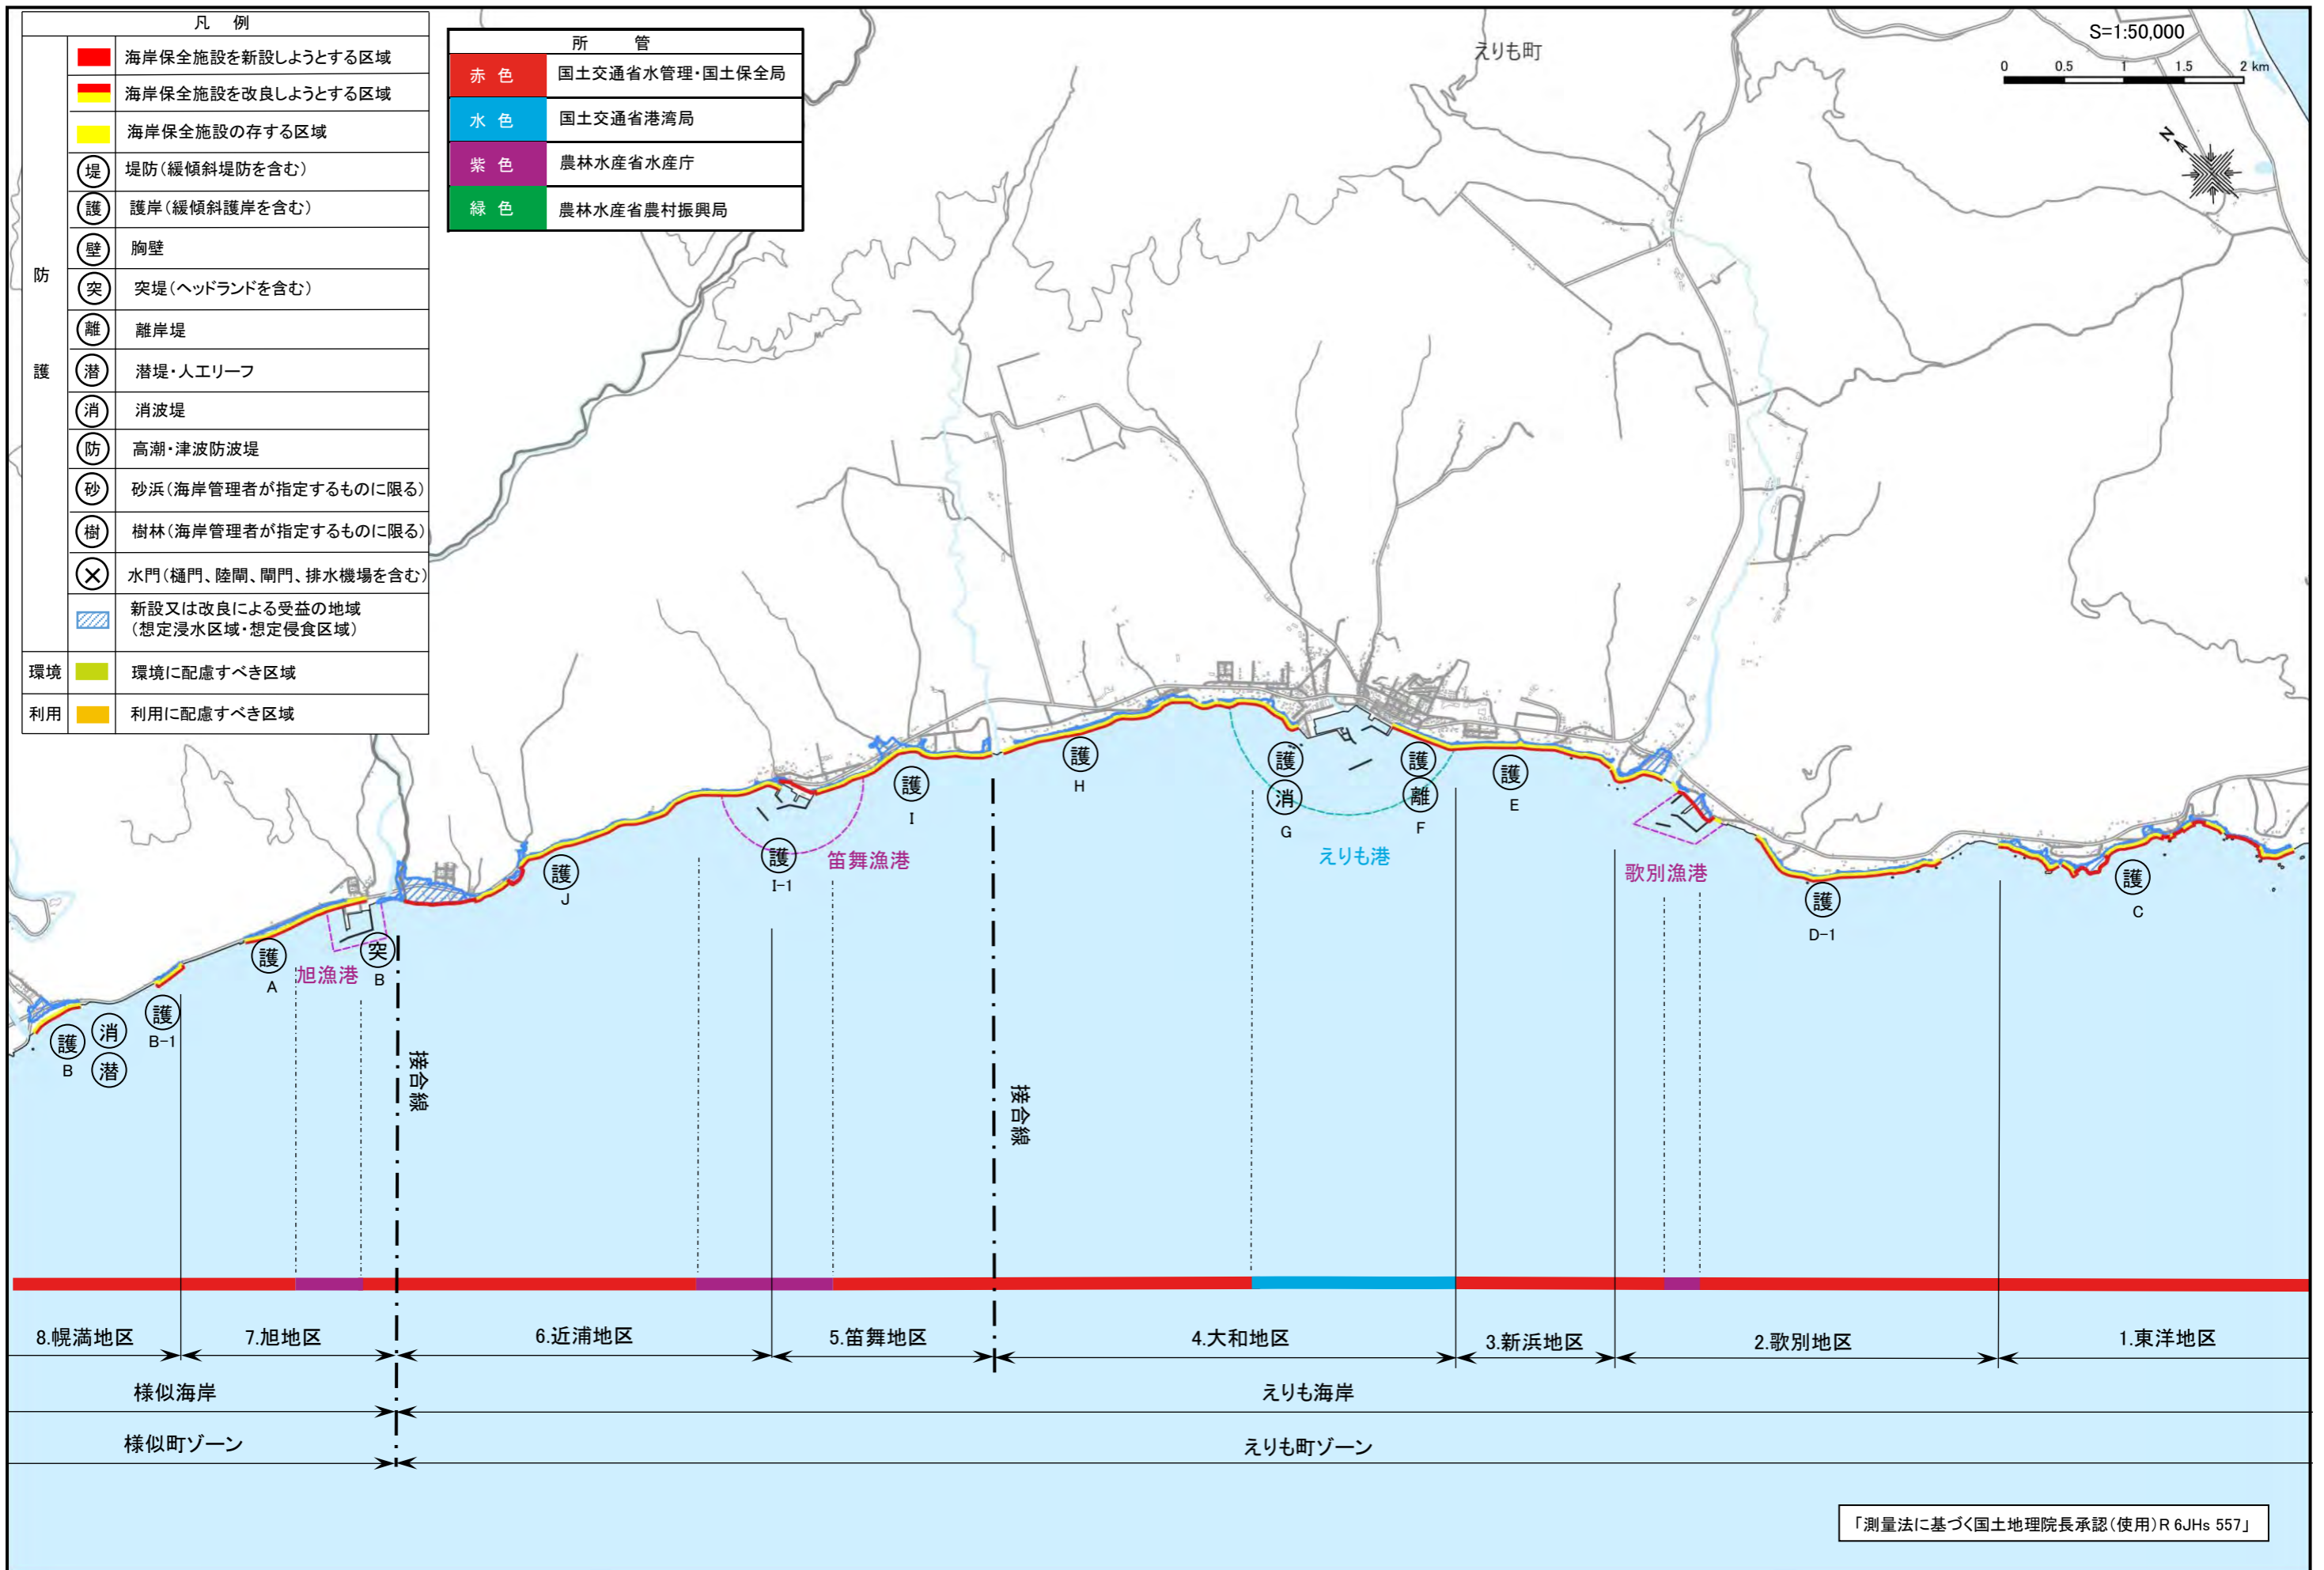 凡 例
防 護
海岸保全施設を新設しようとする区域
海岸保全施設を改良しようとする区域
海岸保全施設の存する区域
堤 堤防(緩傾斜堤防を含む)
護 護岸(緩傾斜護岸を含む)
壁 胸壁
突 突堤(ヘッドランドを含む)
離 離岸堤
潜 潜堤・人工リーフ
消 消波堤
防 高潮・津波防波堤
砂 砂浜(海岸管理者が指定するものに限る)
樹 樹林(海岸管理者が指定するものに限る)
水門(樋門、陸閘、閘門、排水機場を含む)
新設又は改良による受益の地域
(想定浸水区域・想定侵食区域)
環境 環境に配慮すべき区域
利用 利用に配慮すべき区域
所 管
赤 色 国土交通省水管理・国土保全局
水 色 国土交通省港湾局
紫 色 農林水産省水産庁
緑 色 農林水産省農村振興局
えりも町
S=1:50,000
0 0.5 1 1.5 2 km
N
護
B
消
潜
護
B-1
護
A
旭漁港
突
B
接合線
護
J
護
I-1
笛舞漁港
護
I
接合線
護
H
護
消
G
えりも港
護
離
F
護
E
歌別漁港
護
D-1
護
C
8.幌満地区
7.旭地区
6.近浦地区
5.笛舞地区
4.大和地区
3.新浜地区
2.歌別地区
1.東洋地区
様似海岸
えりも海岸
様似町ゾーン
えりも町ゾーン
「測量法に基づく国土地理院長承認(使用)R 6JHs 557」